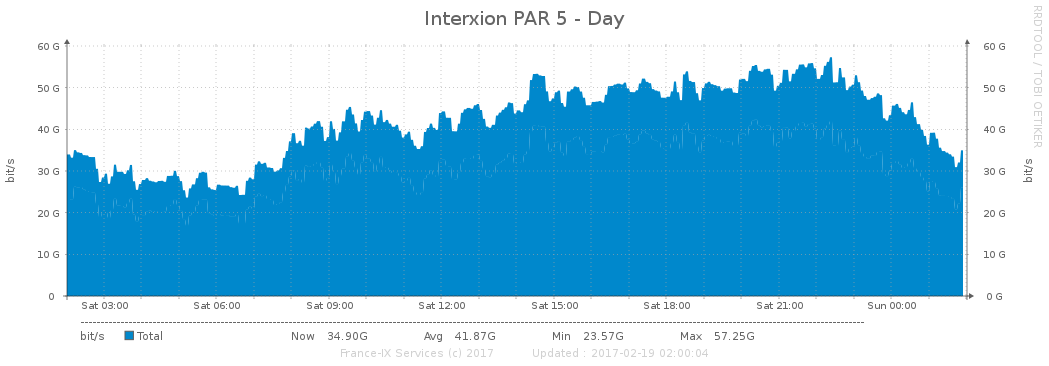 Interxion PAR 5 - Day
RRDTOOL / TOBI OETIKER
60 G 60 G
50 G 50 G
40 G 40 G
30 G 30 G
20 G 20 G
10 G 10 G
0 0 G
bit/s bit/s
Sat 03:00 Sat 06:00 Sat 09:00 Sat 12:00 Sat 15:00 Sat 18:00 Sat 21:00 Sun 00:00
bit/s Total Now 34.90G Avg 41.87G Min 23.57G Max 57.25G
France-IX Services (c) 2017 Updated : 2017-02-19 02:00:04